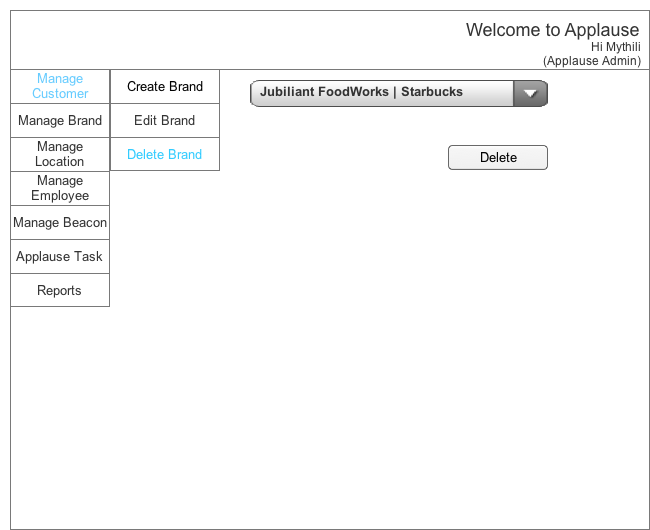 Welcome to Applause
Hi Mythili
(Applause Admin)
Manage
Customer
Manage Brand
Manage
Location
Manage
Employee
Manage Beacon
Applause Task
Reports
Create Brand
Edit Brand
Delete Brand
Jubiliant FoodWorks | Starbucks
Delete